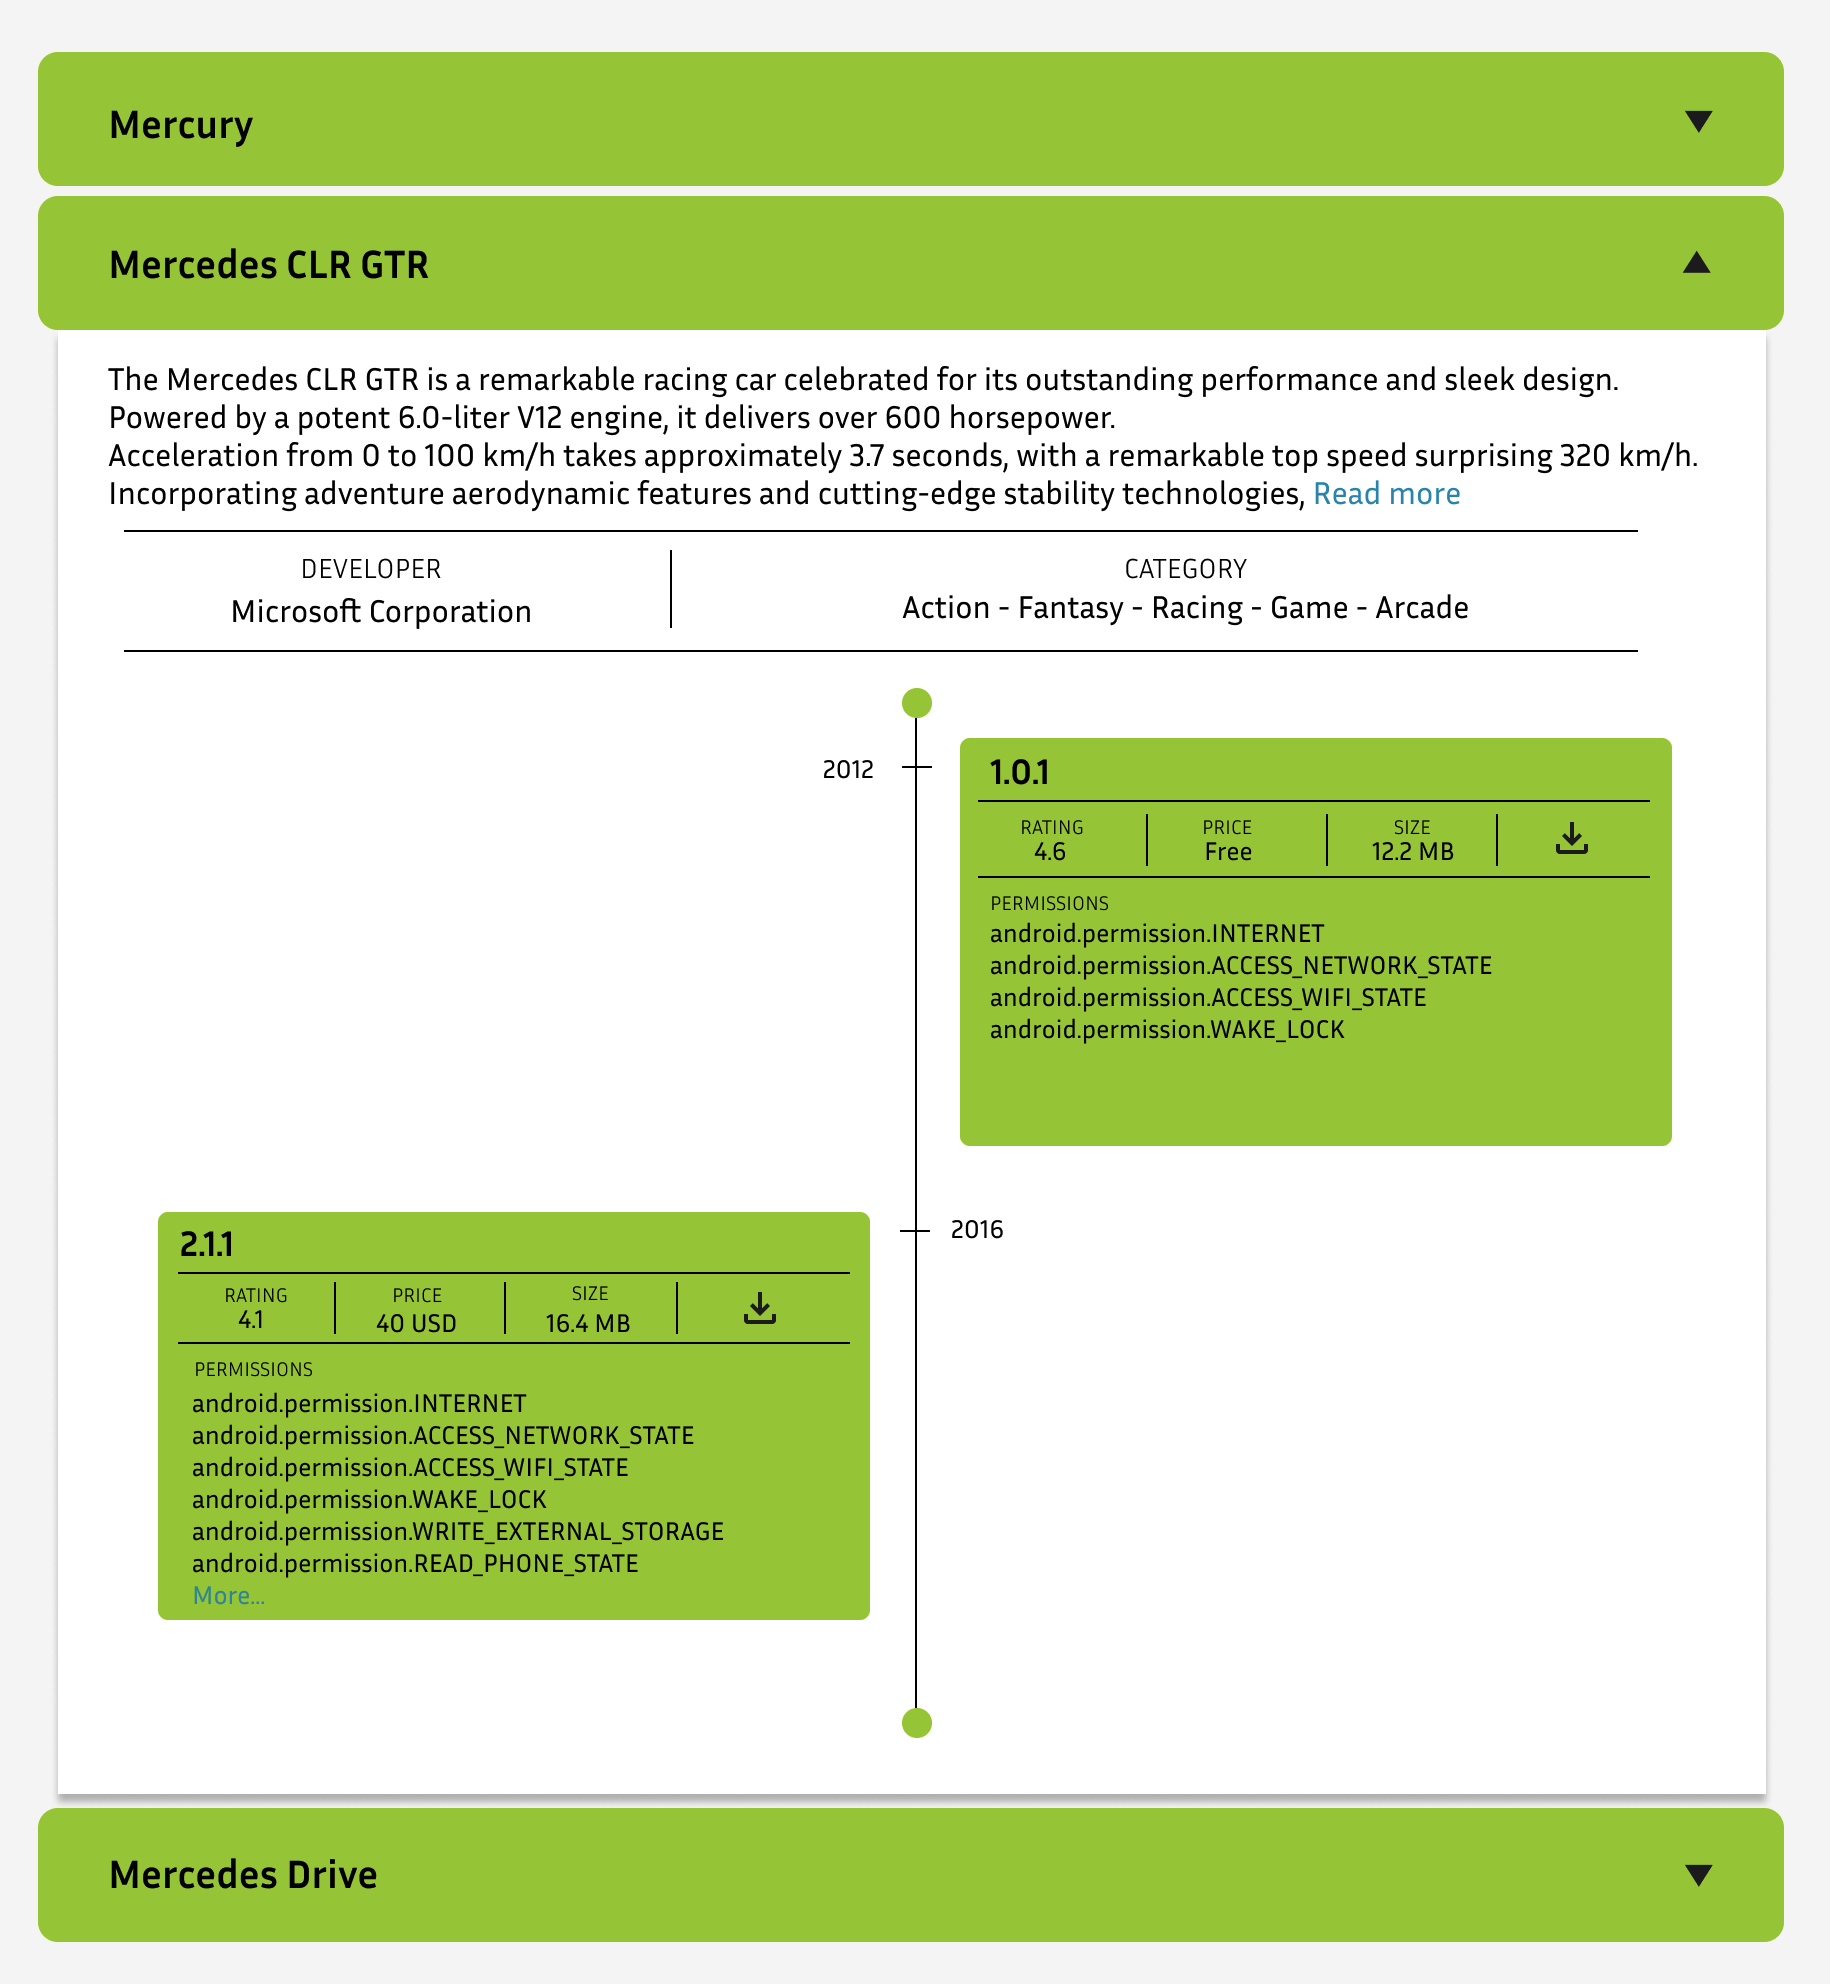 Mercury
Mercedes CLR GTR
The Mercedes CLR GTR is a remarkable racing car celebrated for its outstanding performance and sleek design.
Powered by a potent 6.0-liter V12 engine, it delivers over 600 horsepower.
Acceleration from 0 to 100 km/h takes approximately 3.7 seconds, with a remarkable top speed surprising 320 km/h.
Incorporating adventure aerodynamic features and cutting-edge stability technologies, Read more
DEVELOPER
Microsoft Corporation
CATEGORY
Action - Fantasy - Racing - Game - Arcade
2012
1.0.1
RATING
4.6
PRICE
Free
SIZE
12.2 MB
PERMISSIONS
android.permission.INTERNET
android.permission.ACCESS_NETWORK_STATE
android.permission.ACCESS_WIFI_STATE
android.permission.WAKE_LOCK
2016
2.1.1
RATING
4.1
PRICE
40 USD
SIZE
16.4 MB
PERMISSIONS
android.permission.INTERNET
android.permission.ACCESS_NETWORK_STATE
android.permission.ACCESS_WIFI_STATE
android.permission.WAKE_LOCK
android.permission.WRITE_EXTERNAL_STORAGE
android.permission.READ_PHONE_STATE
More...
Mercedes Drive